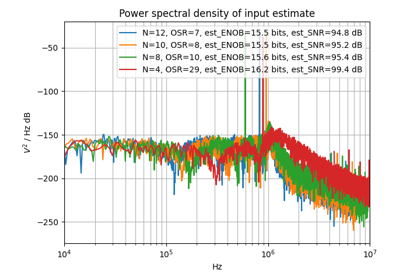 Power spectral density of input estimate
N=12, OSR=7, est_ENOB=15.5 bits, est_SNR=94.8 dB
N=10, OSR=8, est_ENOB=15.5 bits, est_SNR=95.2 dB
N=8, OSR=10, est_ENOB=15.6 bits, est_SNR=95.4 dB
N=4, OSR=29, est_ENOB=16.2 bits, est_SNR=99.4 dB
V² / Hz dB
−50
−100
−150
−200
−250
10⁴ 10⁵ 10⁶ 10⁷
Hz